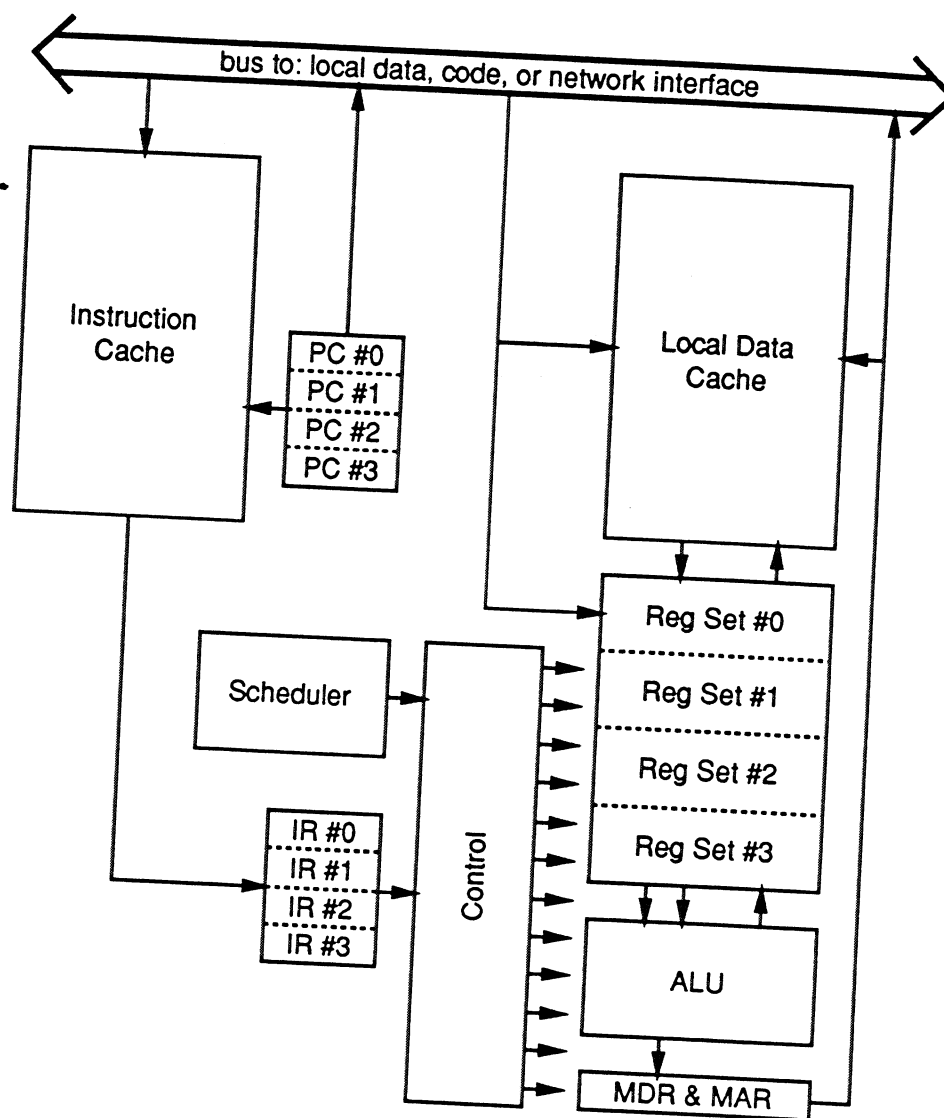 bus to: local data, code, or network interface
Instruction
Cache
PC #0
PC #1
PC #2
PC #3
Local Data
Cache
Reg Set #0
Reg Set #1
Reg Set #2
Reg Set #3
Scheduler
Control
IR #0
IR #1
IR #2
IR #3
ALU
MDR & MAR